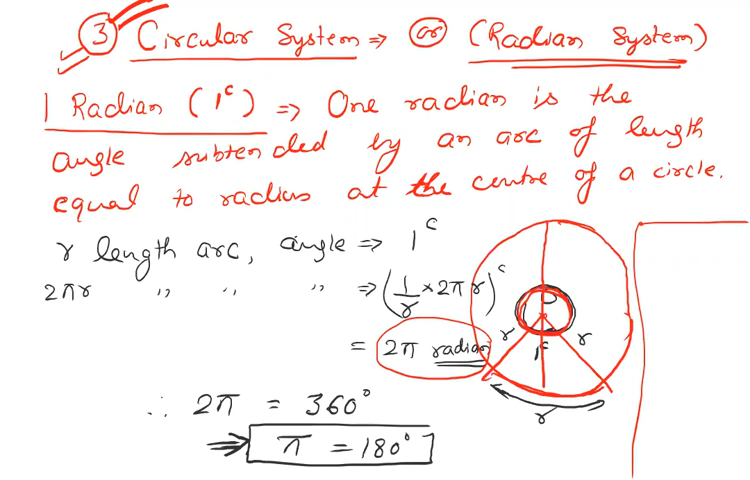 ③ Circular System ⇒ (or) (Radian System)
1 Radian (1ᶜ) ⇒ One radian is the
angle subtended by an arc of length
equal to radius at the centre of a circle.
r length arc, angle ⇒ 1ᶜ
2πr ,, ,, ,, ⇒ (1/r × 2πr)ᶜ
= 2π radian
∴ 2π = 360°
⇒ π = 180°
r r
1ᶜ
r